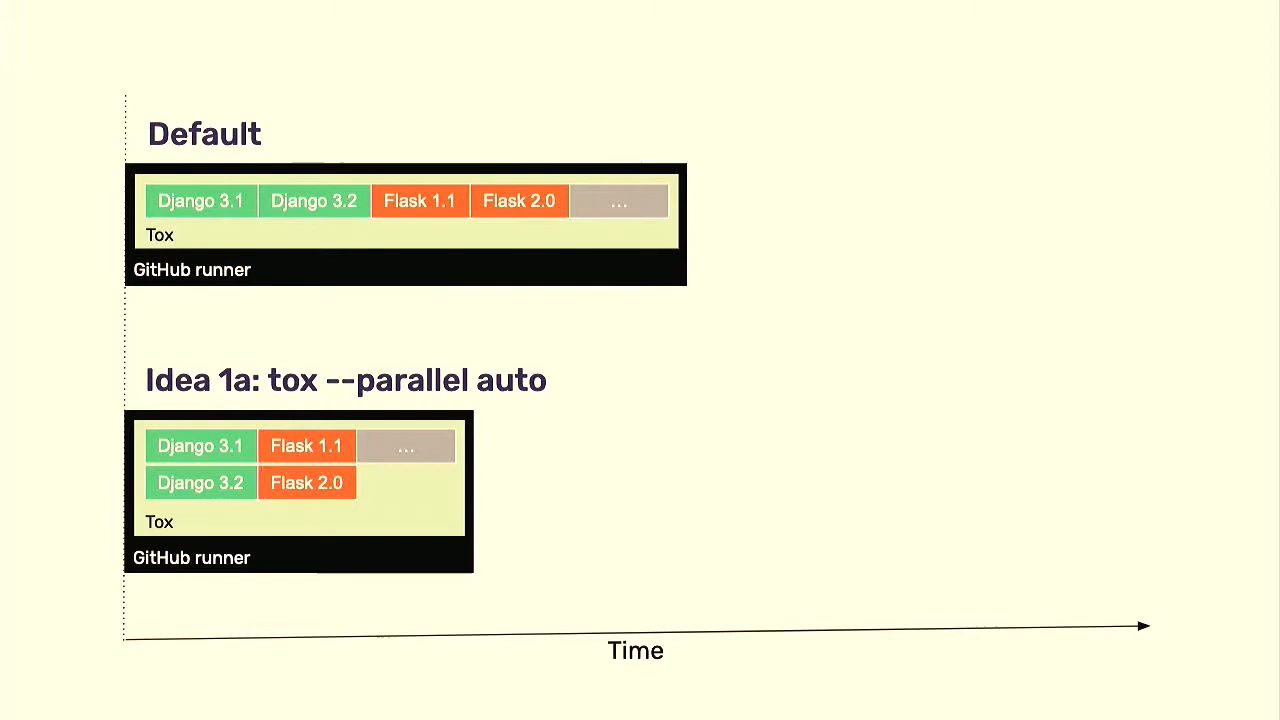 Default
Django 3.1 Django 3.2 Flask 1.1 Flask 2.0 ...
Tox
GitHub runner
Idea 1a: tox --parallel auto
Django 3.1 Flask 1.1 ...
Django 3.2 Flask 2.0
Tox
GitHub runner
Time